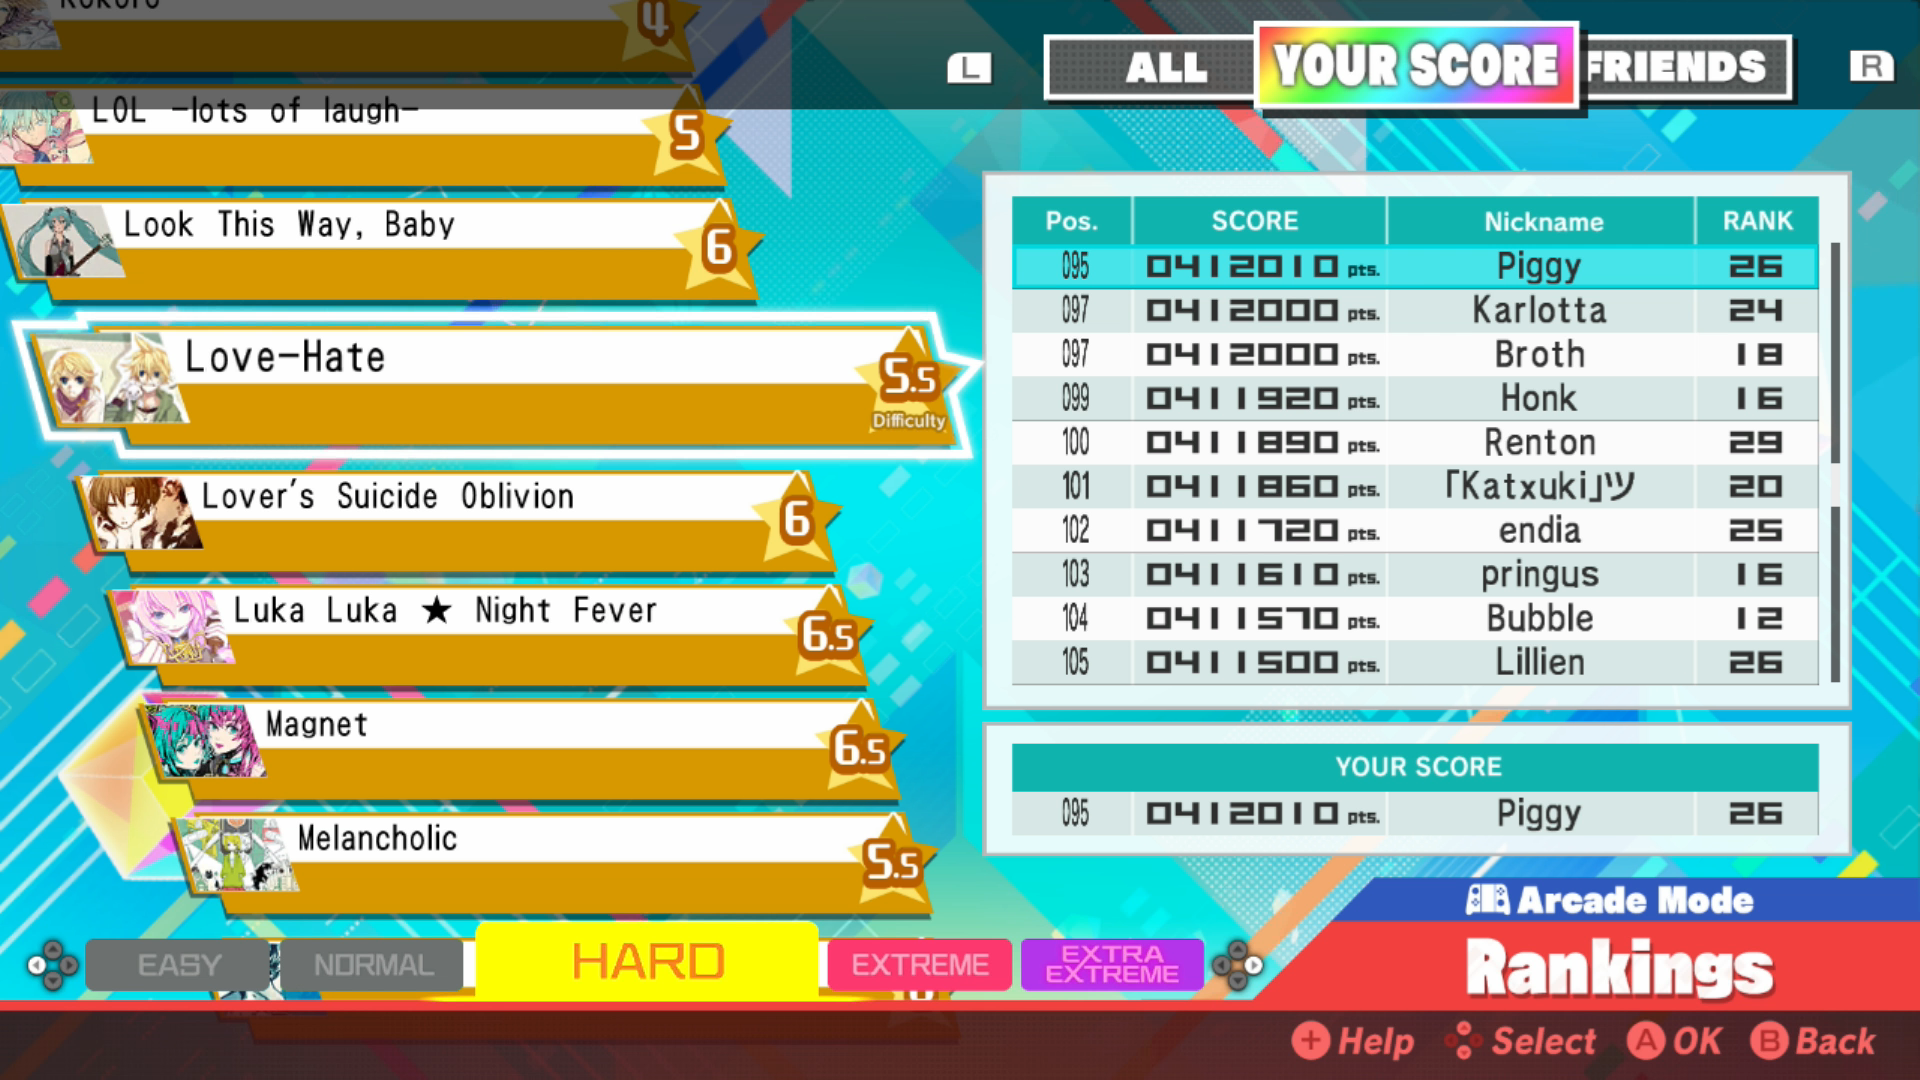 Kokoro
4
L
ALL
YOUR SCORE
FRIENDS
R
LOL -lots of laugh-
5
Look This Way, Baby
6
Love-Hate
5.5
Difficulty
Lover's Suicide Oblivion
6
Luka Luka ★ Night Fever
6.5
Magnet
6.5
Melancholic
5.5
Pos. SCORE Nickname RANK
095 0412010 pts. Piggy 26
097 0412000 pts. Karlotta 24
097 0412000 pts. Broth 18
099 0411920 pts. Honk 16
100 0411890 pts. Renton 29
101 0411860 pts. 「Katxuki」ツ 20
102 0411720 pts. endia 25
103 0411610 pts. pringus 16
104 0411570 pts. Bubble 12
105 0411500 pts. Lillien 26
YOUR SCORE
095 0412010 pts. Piggy 26
Arcade Mode
Rankings
EASY
NORMAL
HARD
EXTREME
EXTRA
EXTREME
+ Help
Select
A OK
B Back